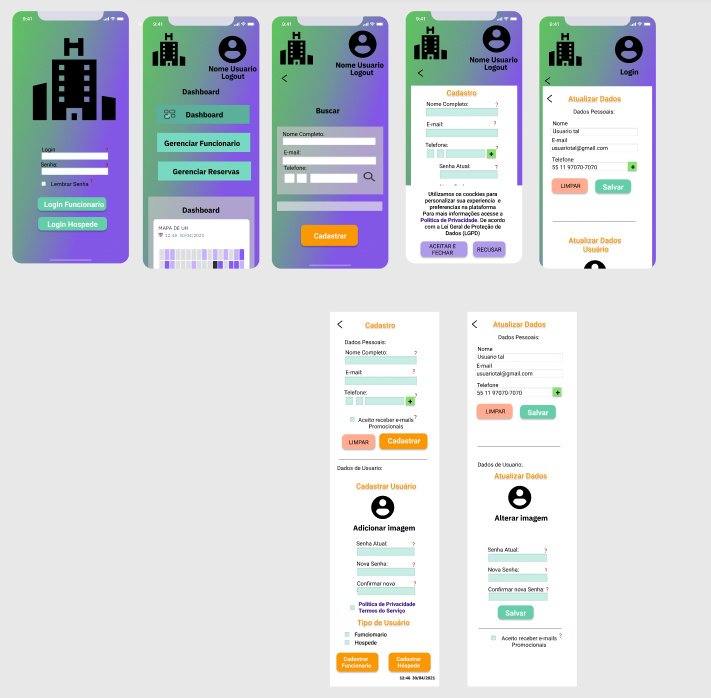 9:41
H
Login
?
Senha:
Lembrar Senha
?
Login Funcionario
Login Hospede
9:41
H
Nome Usuario
Logout
Dashboard
Dashboard
Gerenciar Funcionario
Gerenciar Reservas
Dashboard
MAPA DE UH
12:48 30/04/2021
9:41
H
Nome Usuario
Logout
Buscar
Nome Completo:
E-mail:
Telefone:
Cadastrar
9:41
H
Nome Usuario
Logout
Cadastro
Nome Completo:
?
E-mail:
?
Telefone:
?
+
Senha Atual:
?
Utilizamos os coockies para
personalizar sua experiencia e
preferencias na plataforma
Para mais informações acesse a
Politica de Privacidade. De acordo
com a Lei Geral de Proteção de
Dados (LGPD)
ACEITAR E
FECHAR
RECUSAR
9:41
H
Login
Atualizar Dados
Dados Pessoais:
Nome
Usuario tal
E-mail
usuariotal@gmail.com
Telefone
55 11 97070-7070
+
LIMPAR
Salvar
Atualizar Dados
Usuário
Cadastro
Dados Pessoais:
Nome Completo:
?
E-mail:
?
Telefone:
?
+
Aceito receber e-mails
?
Promocionais
LIMPAR
Cadastrar
Dados de Usuario:
Cadastrar Usuário
Adicionar imagem
Senha Atual:
?
Nova Senha:
?
Confirmar nova
?
Politica de Privacidade
Termos do Serviço
Tipo de Usuário
Fumcionario
Hospede
Cadastrar
Funcionario
Cadastrar
Hóspede
12:48 30/04/2021
Atualizar Dados
Dados Pessoais:
Nome
Usuario tal
E-mail
usuariotal@gmail.com
Telefone
55 11 97070-7070
+
LIMPAR
Salvar
Dados de Usuario:
Atualizar Dados
Alterar imagem
Senha Atual:
?
Nova Senha:
?
Confirmar nova Senha:
?
Salvar
Aceito receber e-mails
?
Promocionais